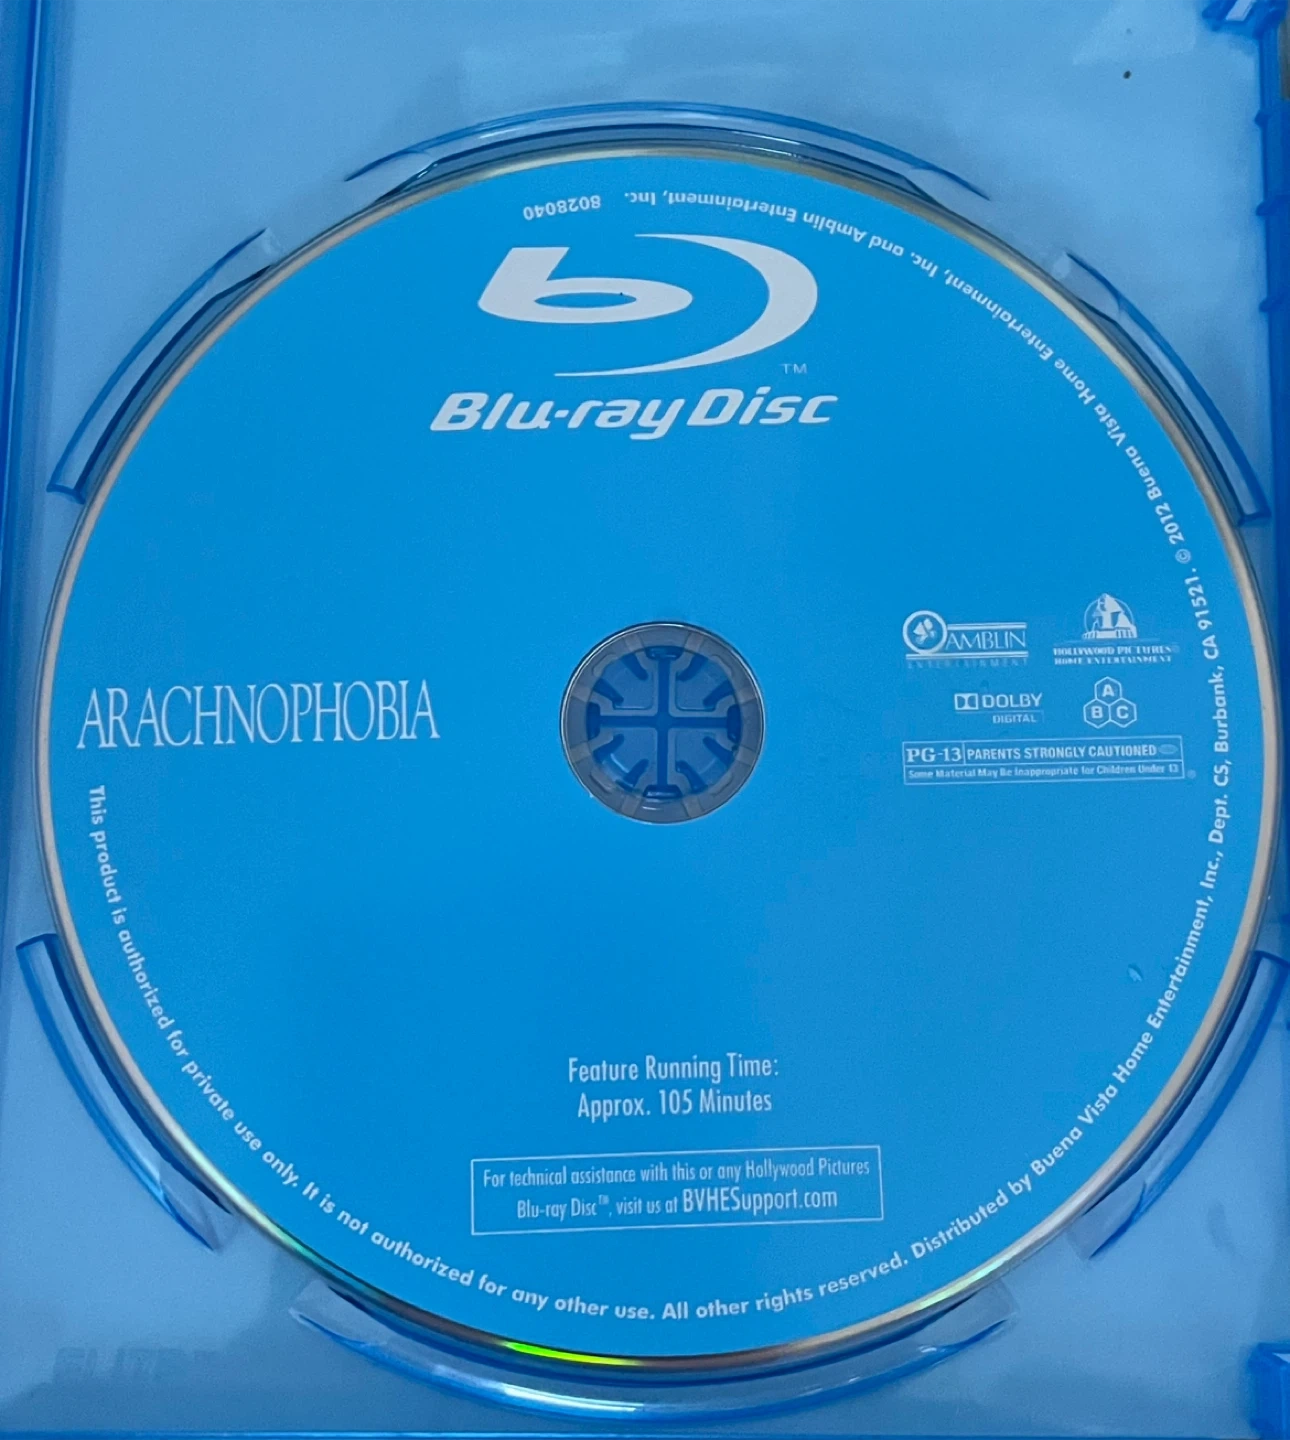 Blu-ray Disc
TM
ARACHNOPHOBIA
AMBLIN
ENTERTAINMENT
HOLLYWOOD PICTURES®
HOME ENTERTAINMENT
DOLBY
DIGITAL
A
B C
PG-13 PARENTS STRONGLY CAUTIONED
Some Material May Be Inappropriate for Children Under 13 ®
Feature Running Time:
Approx. 105 Minutes
For technical assistance with this or any Hollywood Pictures
Blu-ray Disc™, visit us at BVHESupport.com
This product is authorized for private use only. It is not authorized for any other use. All other rights reserved. Distributed by Buena Vista Home Entertainment, Inc., Dept. CS, Burbank, CA 91521. © 2012 Buena Vista Home Entertainment, Inc. and Amblin Entertainment, Inc. 8028040